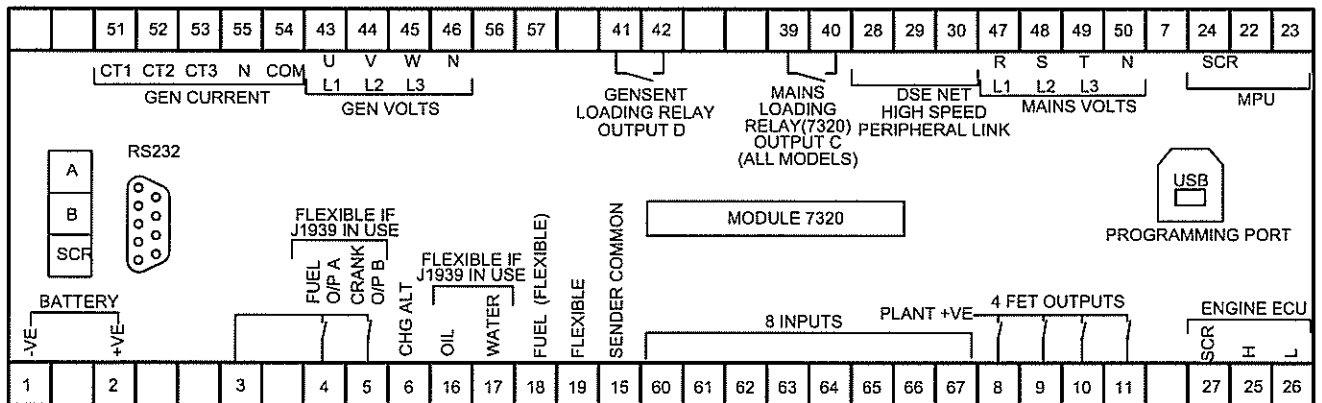 51 52 53 55 54 43 44 45 46 56 57 41 42 39 40 28 29 30 47 48 49 50 7 24 22 23
CT1 CT2 CT3 N COM
GEN CURRENT
U V W N
L1 L2 L3
GEN VOLTS
GENSENT
LOADING RELAY
OUTPUT D
MAINS
LOADING
RELAY(7320)
OUTPUT C
(ALL MODELS)
DSE NET
HIGH SPEED
PERIPHERAL LINK
R S T N
L1 L2 L3
MAINS VOLTS
SCR
MPU
A
B
SCR
RS232
MODULE 7320
USB
PROGRAMMING PORT
BATTERY
-VE
+VE
FLEXIBLE IF
J1939 IN USE
FUEL
O/P A
CRANK
O/P B
CHG ALT
FLEXIBLE IF
J1939 IN USE
OIL
WATER
FUEL (FLEXIBLE)
FLEXIBLE
SENDER COMMON
8 INPUTS
PLANT +VE
4 FET OUTPUTS
ENGINE ECU
SCR
H
L
1 2 3 4 5 6 16 17 18 19 15 60 61 62 63 64 65 66 67 8 9 10 11 27 25 26